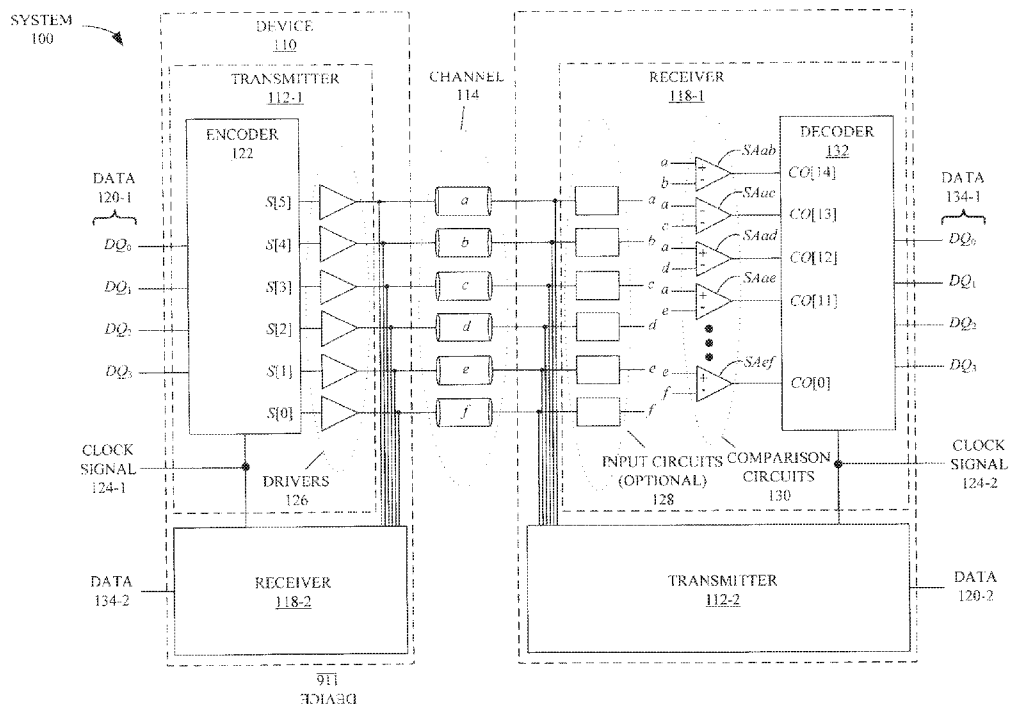 SYSTEM
100
DEVICE
110
TRANSMITTER
112-1
ENCODER
122
CHANNEL
114
RECEIVER
118-1
DECODER
132
DATA
120-1
DQ0
DQ1
DQ2
DQ3
S[5]
S[4]
S[3]
S[2]
S[1]
S[0]
a
b
c
d
e
f
a
b
c
d
e
f
a
b
a
c
a
d
a
e
e
f
+
-
-
-
+
-
+
-
+
-
SAab
SAac
SAad
SAae
SAef
CO[14]
CO[13]
CO[12]
CO[11]
CO[0]
DATA
134-1
DQ0
DQ1
DQ2
DQ3
CLOCK
SIGNAL
124-1
DRIVERS
126
INPUT CIRCUITS
(OPTIONAL)
128
COMPARISON
CIRCUITS
130
CLOCK
SIGNAL
124-2
DATA
134-2
RECEIVER
118-2
TRANSMITTER
112-2
DATA
120-2
DEVICE
116